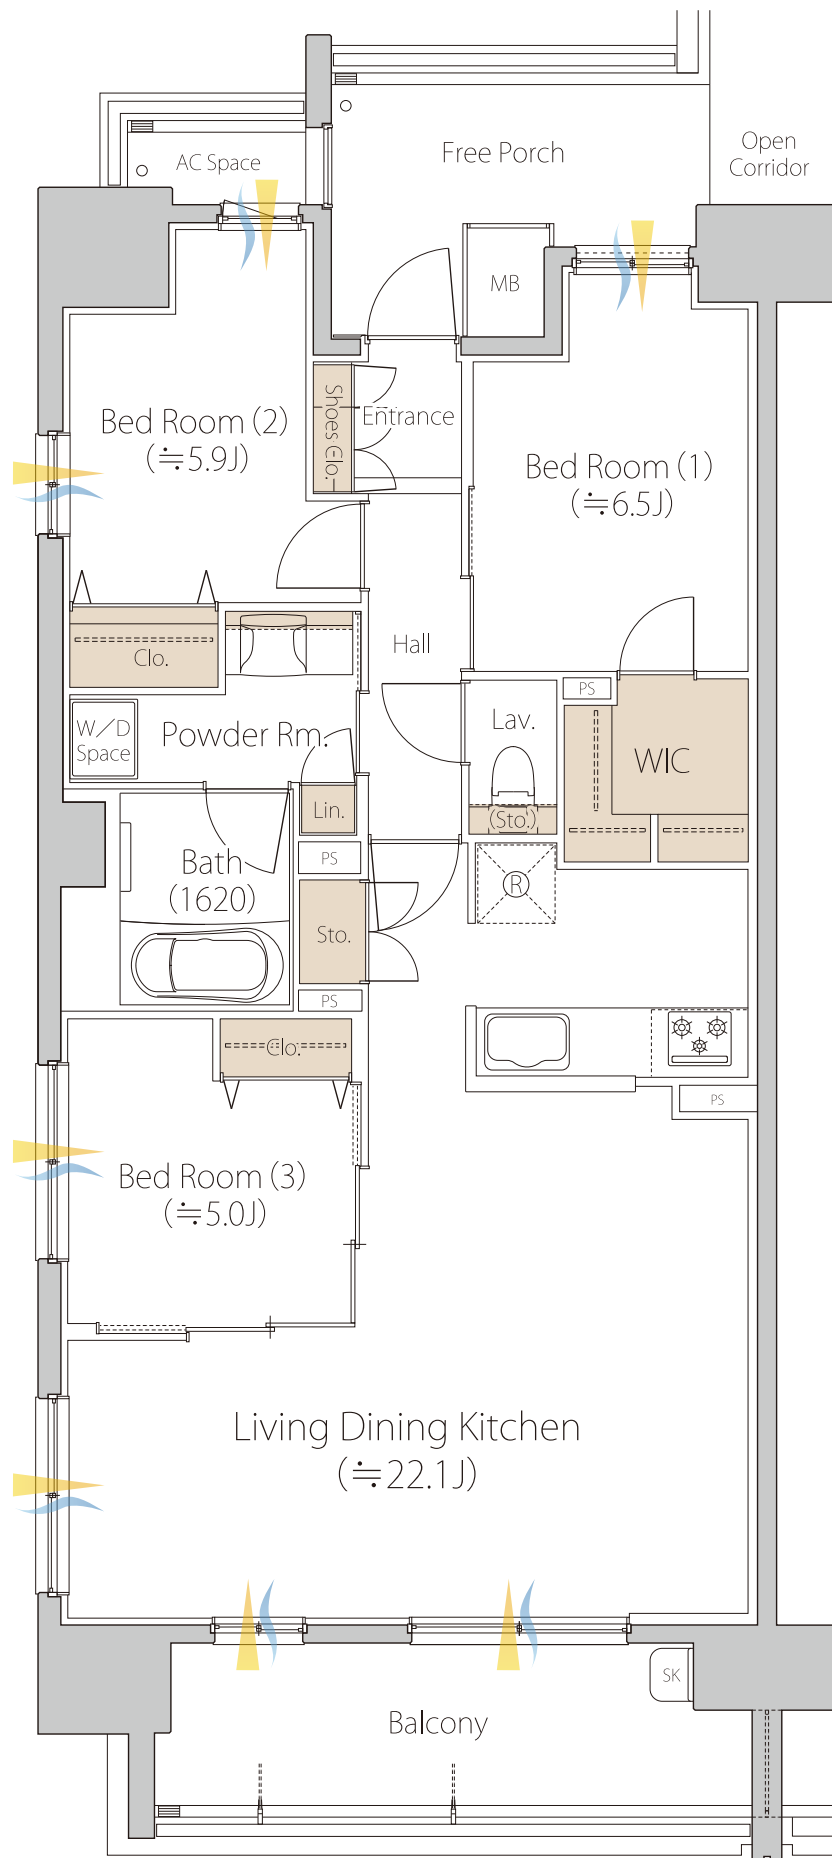 Open
Corridor
Free Porch
AC Space
MB
Shoes Clo.
Entrance
Bed Room (2)
(≒5.9J)
Bed Room (1)
(≒6.5J)
Hall
Clo.
PS
Lav.
W/D
Space
Powder Rm.
WIC
Lin.
(Sto.)
PS
Bath
(1620)
R
Sto.
PS
Clo.
PS
Bed Room (3)
(≒5.0J)
Living Dining Kitchen
(≒22.1J)
SK
Balcony